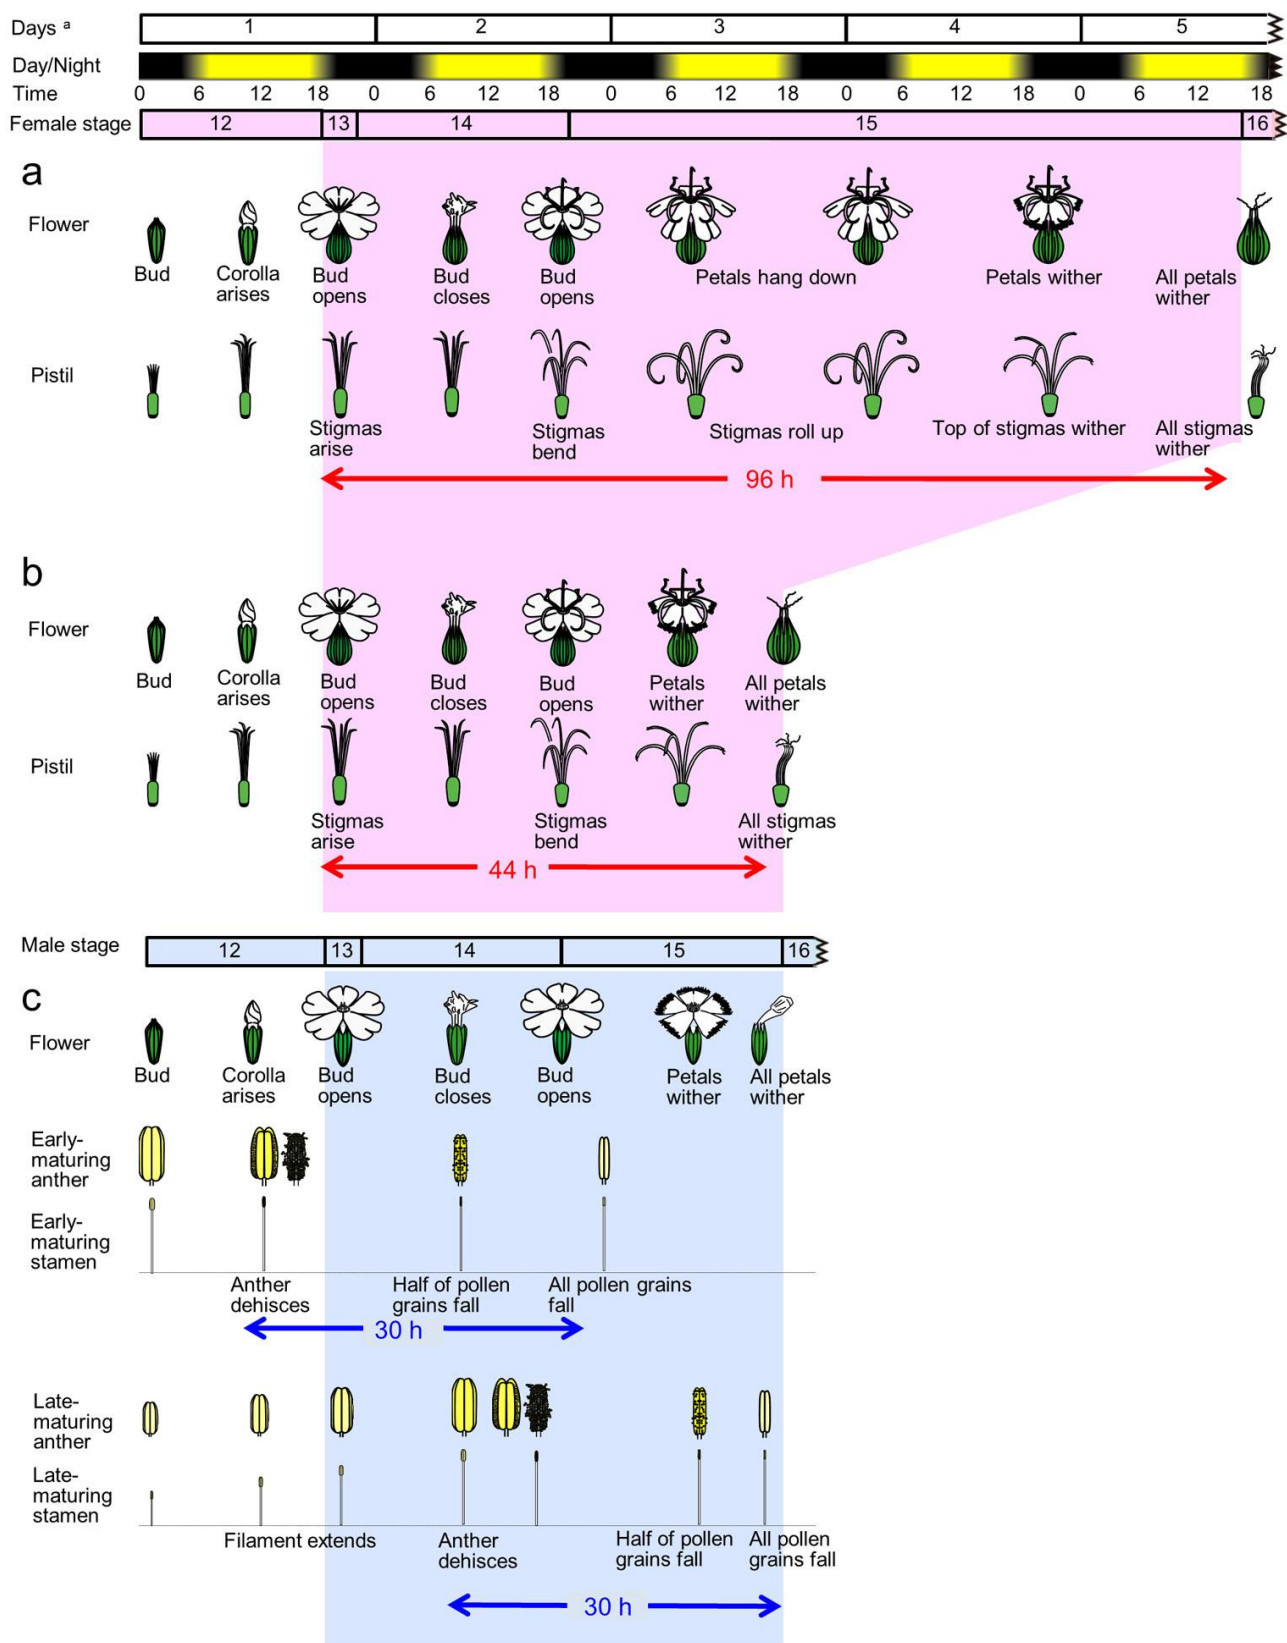 Days a 1 2 3 4 5
Day/Night
Time 0 6 12 18 0 6 12 18 0 6 12 18 0 6 12 18 0 6 12 18
Female stage 12 13 14 15 16
a
Flower
Bud Corolla Bud Bud Bud Petals hang down Petals wither All petals
arises opens closes opens wither
Pistil
Stigmas Stigmas Stigmas roll up Top of stigmas wither All stigmas
arise bend wither
96 h
b
Flower
Bud Corolla Bud Bud Bud Petals All petals
arises opens closes opens wither wither
Pistil
Stigmas Stigmas All stigmas
arise bend wither
44 h
Male stage 12 13 14 15 16
c
Flower
Bud Corolla Bud Bud Bud Petals All petals
arises opens closes opens wither wither
Early-
maturing
anther
Early-
maturing
stamen
Anther Half of pollen All pollen grains
dehisces grains fall fall
30 h
Late-
maturing
anther
Late-
maturing
stamen
Filament extends Anther Half of pollen All pollen
dehisces grains fall grains fall
30 h